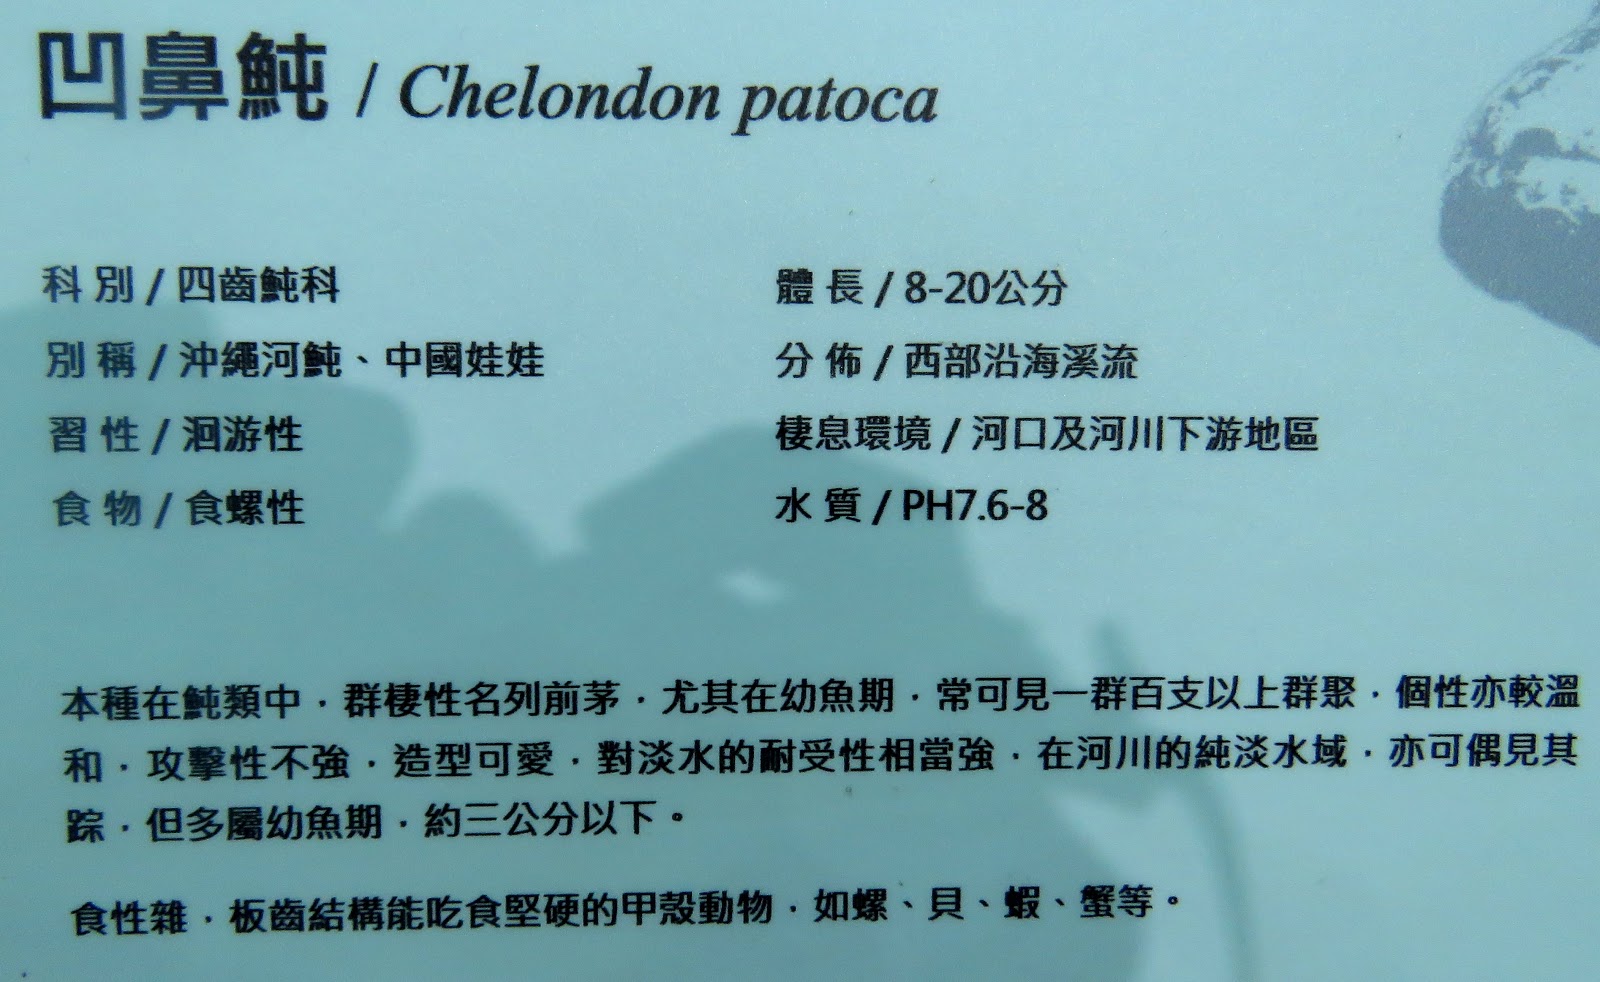 凹鼻魨 / Chelondon patoca
科 別 / 四齒魨科
別 稱 / 沖繩河魨、中國娃娃
習 性 / 洄游性
食 物 / 食螺性
體 長 / 8-20公分
分 佈 / 西部沿海溪流
棲息環境 / 河口及河川下游地區
水 質 / PH7.6-8
本種在魨類中，群棲性名列前茅，尤其在幼魚期，常可見一群百支以上群聚，個性亦較溫
和，攻擊性不強，造型可愛，對淡水的耐受性相當強，在河川的純淡水域，亦可偶見其
踪，但多屬幼魚期，約三公分以下。
食性雜，板齒結構能吃食堅硬的甲殼動物，如螺、貝、蝦、蟹等。